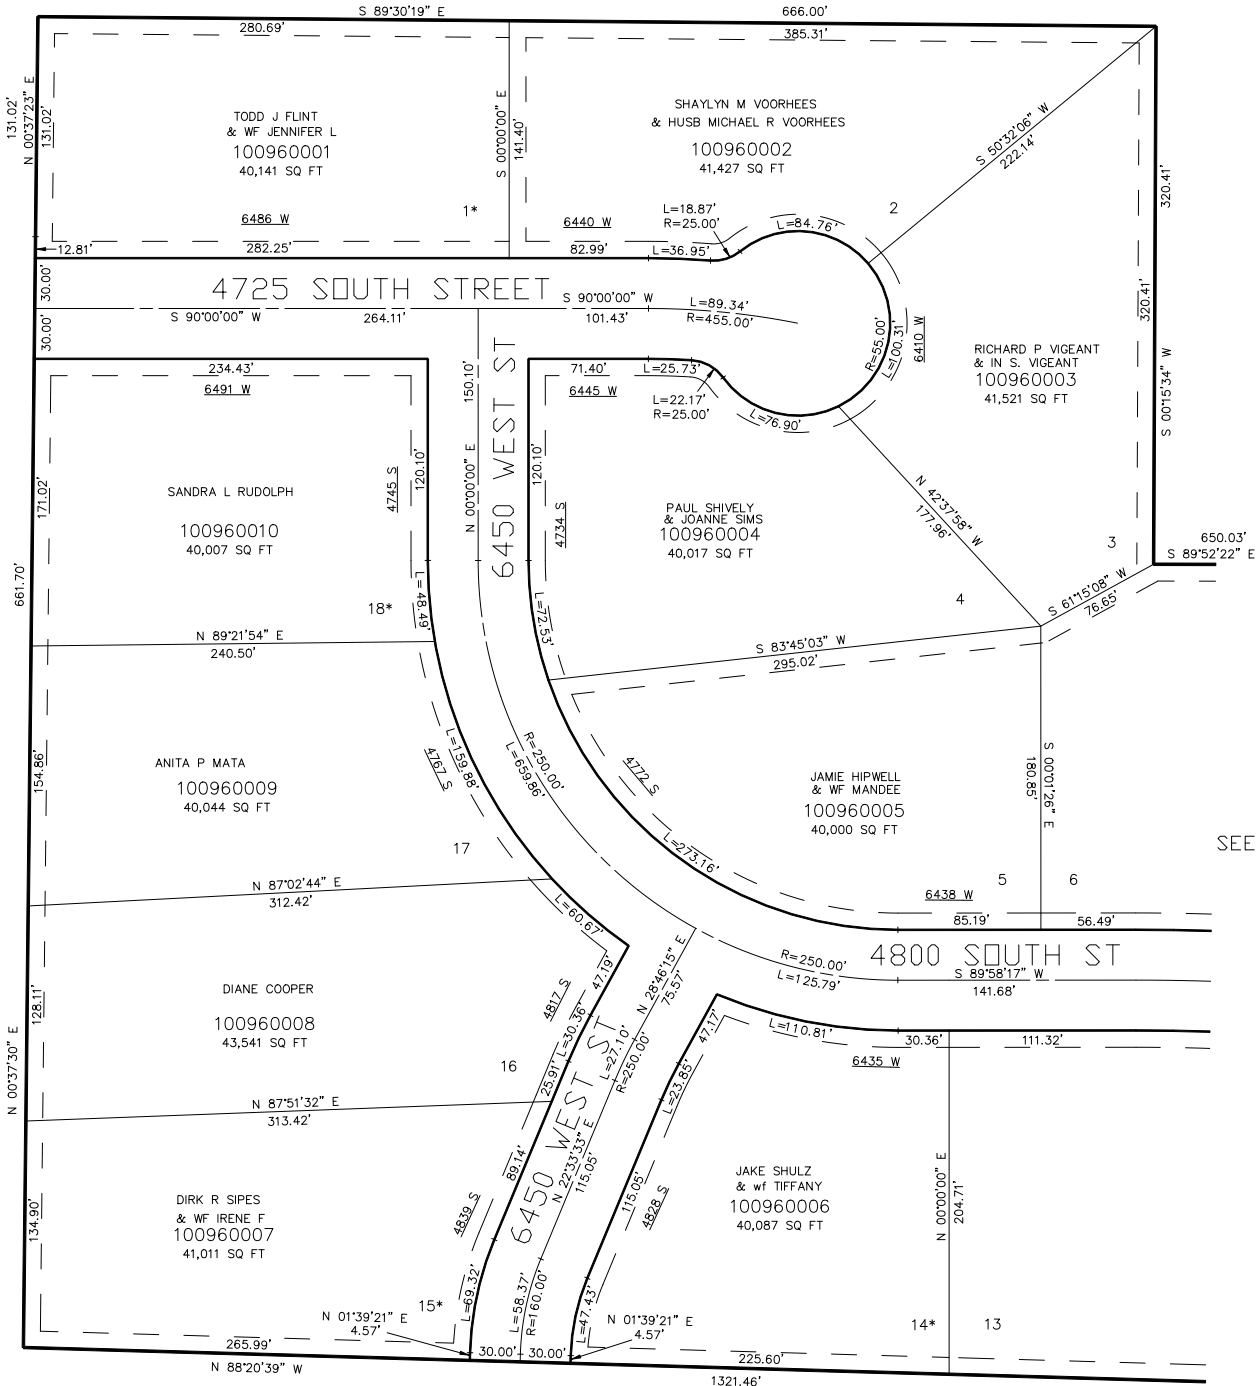 S 89°30'19" E
666.00'
280.69'
385.31'
131.02'
N 00°37'23" E
131.02'
TODD J FLINT
& WF JENNIFER L
100960001
40,141 SQ FT
6486 W
1*
S 00°00'00" E
141.40'
SHAYLYN M VOORHEES
& HUSB MICHAEL R VOORHEES
100960002
41,427 SQ FT
6440 W
2
S 50°32'06" W
222.14'
320.41'
320.41'
S 00°15'34" W
L=18.87'
R=25.00'
L=84.76'
12.81'
282.25'
82.99'
L=36.95'
30.00'
30.00'
4725 SOUTH STREET
S 90°00'00" W
264.11'
S 90°00'00" W
101.43'
L=89.34'
R=455.00'
R=55.00'
L=100.31'
6410 W
RICHARD P VIGEANT
& IN S. VIGEANT
100960003
41,521 SQ FT
3
234.43'
6491 W
71.40'
6445 W
L=25.73'
L=22.17'
R=25.00'
L=76.90'
150.10'
N 00°00'00" E
6450 WEST ST
120.10'
4745 S
120.10'
4734 S
171.02'
SANDRA L RUDOLPH
100960010
40,007 SQ FT
18*
L=48.49'
PAUL SHIVELY
& JOANNE SIMS
100960004
40,017 SQ FT
4
N 42°37'58" W
177.96'
650.03'
S 89°52'22" E
S 61°15'08" W
76.65'
661.70'
N 89°21'54" E
240.50'
L=72.53'
S 83°45'03" W
295.02'
154.86'
ANITA P MATA
100960009
40,044 SQ FT
17
L=159.88'
4767 S
R=250.00'
L=659.86'
4772 S
L=273.16'
JAMIE HIPWELL
& WF MANDEE
100960005
40,000 SQ FT
S 00°01'26" E
180.85'
SEE
5
6
6438 W
85.19'
56.49'
N 87°02'44" E
312.42'
L=60.67'
4800 SOUTH ST
R=250.00'
L=125.79'
S 89°58'17" W
141.68'
128.11'
N 00°37'30" E
DIANE COOPER
100960008
43,541 SQ FT
16
47.19'
4817 S
L=30.36'
25.91'
N 28°46'15" E
75.57'
L=27.10'
R=250.00'
47.17'
L=110.81'
30.36'
111.32'
6435 W
L=23.85'
N 87°51'32" E
313.42'
6450 WEST ST
89.14'
N 22°33'33" E
115.05'
115.05'
4828 S
4839 S
134.90'
DIRK R SIPES
& WF IRENE F
100960007
41,011 SQ FT
15*
JAKE SHULZ
& wf TIFFANY
100960006
40,087 SQ FT
N 00°00'00" E
204.71'
14*
13
L=69.32'
L=58.37'
R=160.00'
L=47.43'
N 01°39'21" E
4.57'
N 01°39'21" E
4.57'
265.99'
30.00'
30.00'
225.60'
N 88°20'39" W
1321.46'